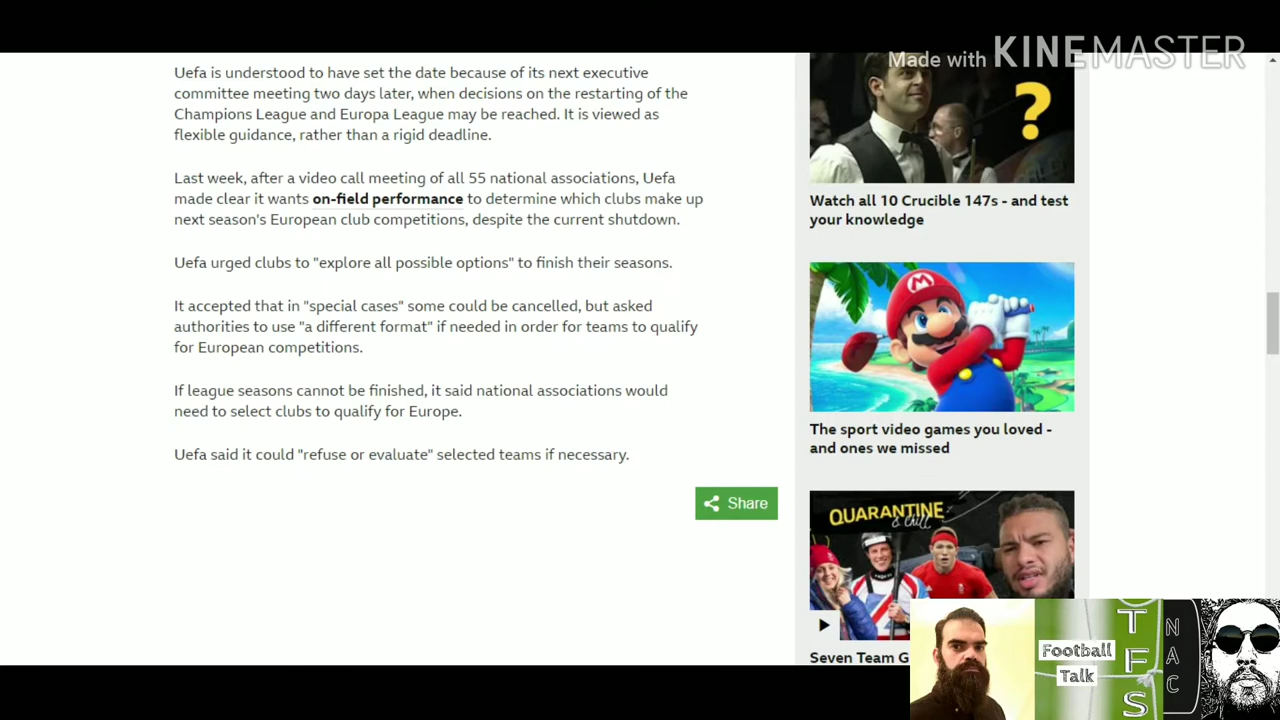 Made with KINEMASTER
Uefa is understood to have set the date because of its next executive
committee meeting two days later, when decisions on the restarting of the
Champions League and Europa League may be reached. It is viewed as
flexible guidance, rather than a rigid deadline.
Last week, after a video call meeting of all 55 national associations, Uefa
made clear it wants on-field performance to determine which clubs make up
next season's European club competitions, despite the current shutdown.
Uefa urged clubs to "explore all possible options" to finish their seasons.
It accepted that in "special cases" some could be cancelled, but asked
authorities to use "a different format" if needed in order for teams to qualify
for European competitions.
If league seasons cannot be finished, it said national associations would
need to select clubs to qualify for Europe.
Uefa said it could "refuse or evaluate" selected teams if necessary.
Share
?
Watch all 10 Crucible 147s - and test
your knowledge
M
The sport video games you loved -
and ones we missed
QUARANTINE
& chill
Seven Team G
Football
Talk
T
F
S
N
A
C